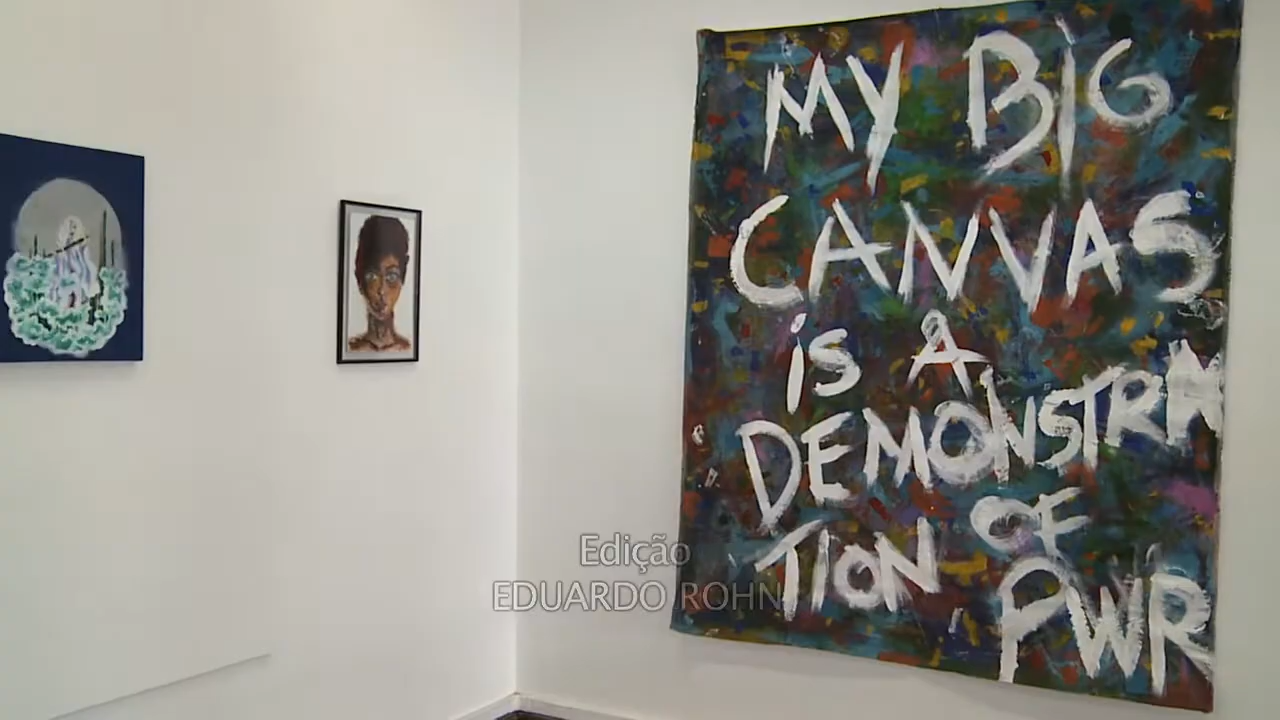 MY BiG
CANVAS
iS A
DEMONSTRA
TION OF
PWR
Edição
EDUARDO ROHN